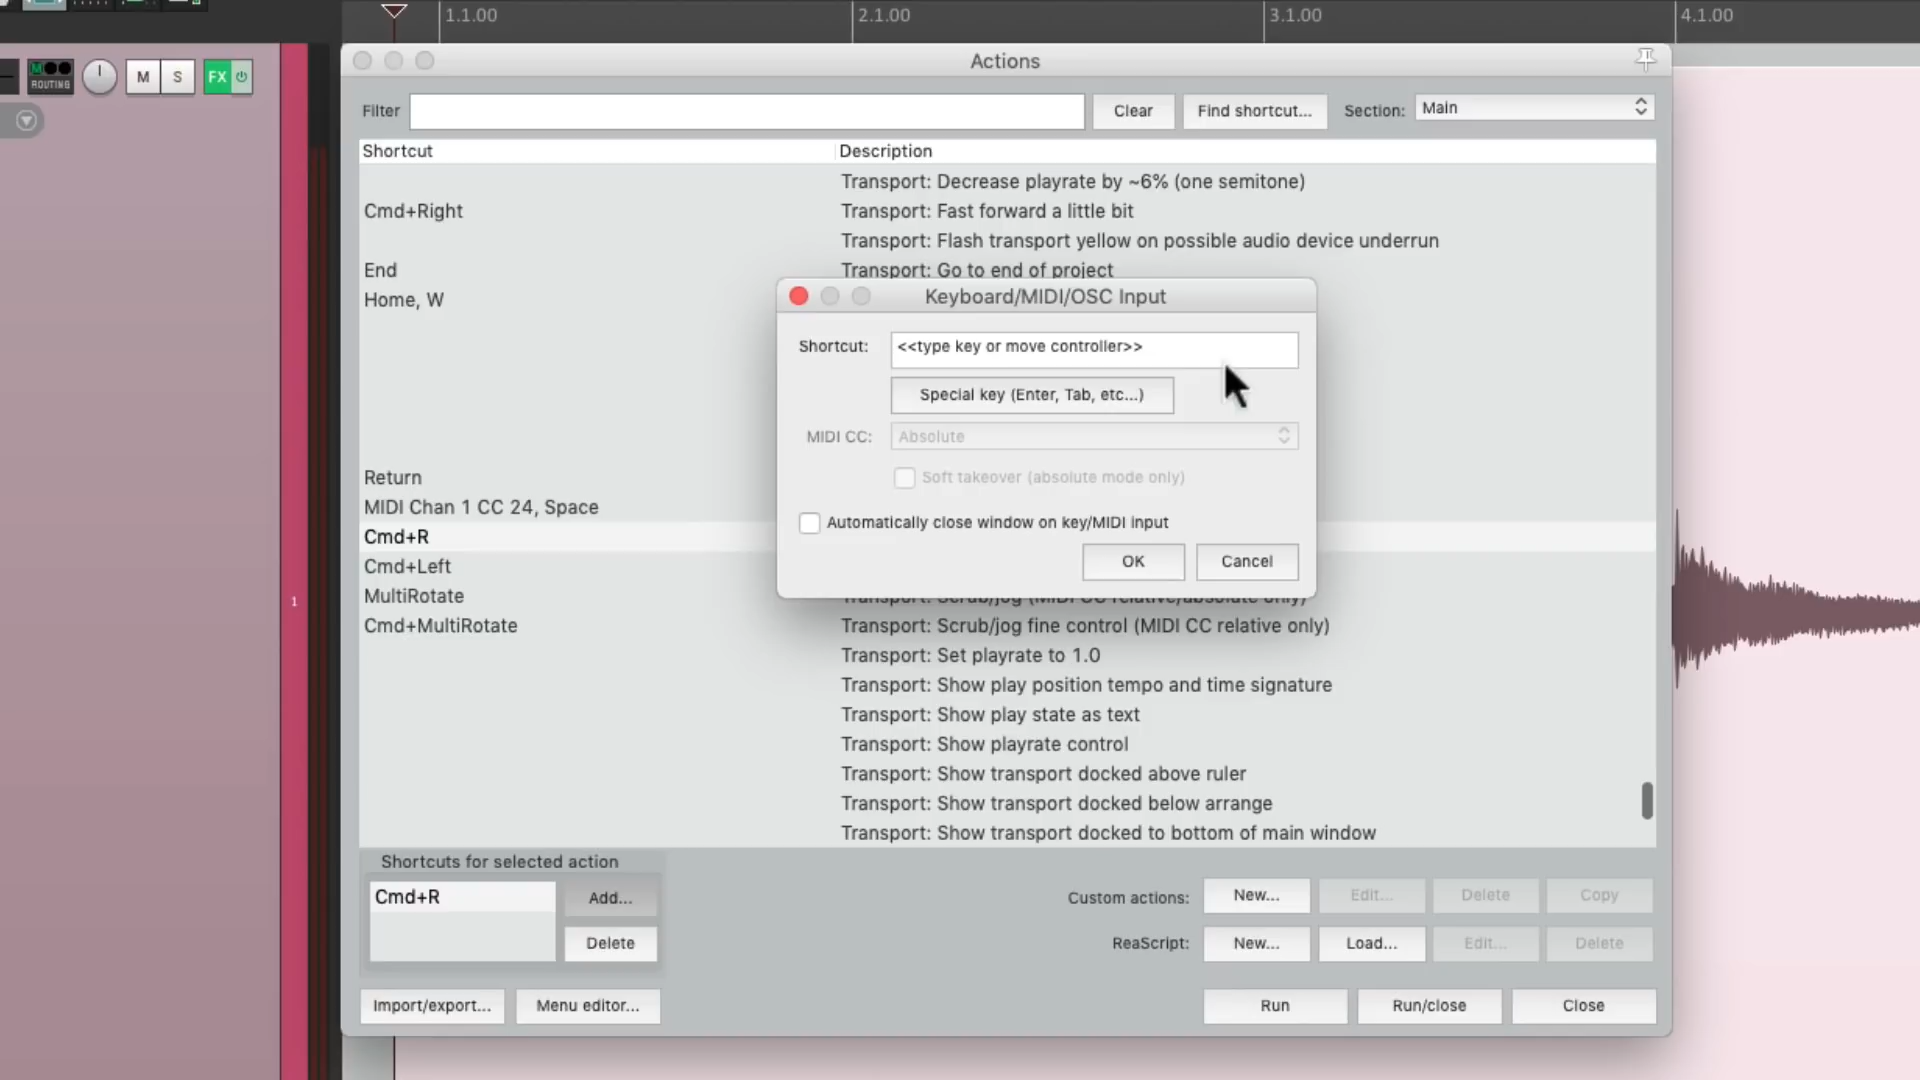 1.1.00
2.1.00
3.1.00
4.1.00
Actions
ROUTING
M
S
FX
Filter
Clear
Find shortcut...
Section:
Main
Shortcut
Description
Transport: Decrease playrate by ~6% (one semitone)
Cmd+Right
Transport: Fast forward a little bit
Transport: Flash transport yellow on possible audio device underrun
End
Transport: Go to end of project
Home, W
Keyboard/MIDI/OSC Input
Shortcut:
<<type key or move controller>>
Special key (Enter, Tab, etc...)
MIDI CC:
Absolute
Soft takeover (absolute mode only)
Automatically close window on key/MIDI input
OK
Cancel
Return
MIDI Chan 1 CC 24, Space
Cmd+R
Cmd+Left
MultiRotate
Transport: Scrub/jog (MIDI CC relative/absolute only)
Cmd+MultiRotate
Transport: Scrub/jog fine control (MIDI CC relative only)
Transport: Set playrate to 1.0
Transport: Show play position tempo and time signature
Transport: Show play state as text
Transport: Show playrate control
Transport: Show transport docked above ruler
Transport: Show transport docked below arrange
Transport: Show transport docked to bottom of main window
1
Shortcuts for selected action
Cmd+R
Add...
Delete
Custom actions:
New...
Edit...
Delete
Copy
ReaScript:
New...
Load...
Edit...
Delete
Import/export...
Menu editor...
Run
Run/close
Close